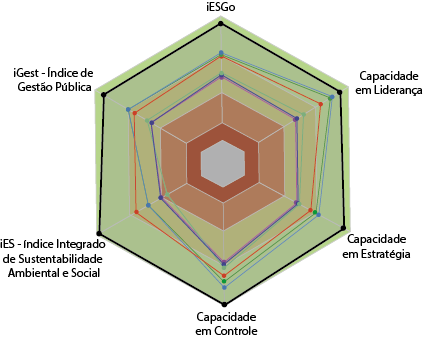 iESGo
iGest - Índice de
Gestão Pública
Capacidade
em Liderança
iES - índice Integrado
de Sustentabilidade
Ambiental e Social
Capacidade
em Estratégia
Capacidade
em Controle